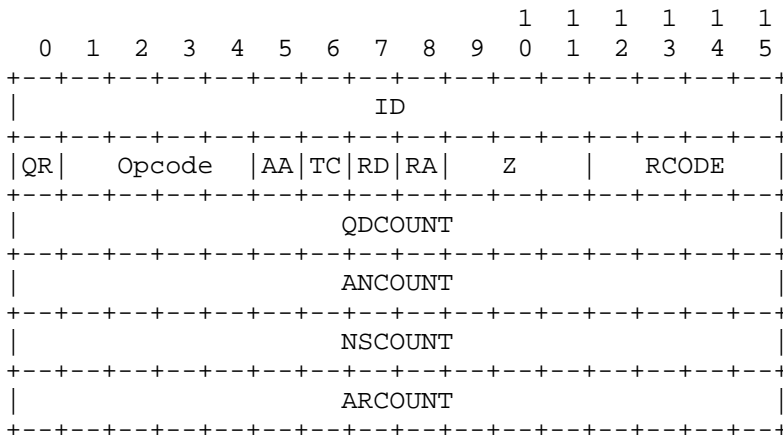 1 1 1 1 1 1
0 1 2 3 4 5 6 7 8 9 0 1 2 3 4 5
+--+--+--+--+--+--+--+--+--+--+--+--+--+--+--+--+
| ID |
+--+--+--+--+--+--+--+--+--+--+--+--+--+--+--+--+
|QR| Opcode |AA|TC|RD|RA| Z | RCODE |
+--+--+--+--+--+--+--+--+--+--+--+--+--+--+--+--+
| QDCOUNT |
+--+--+--+--+--+--+--+--+--+--+--+--+--+--+--+--+
| ANCOUNT |
+--+--+--+--+--+--+--+--+--+--+--+--+--+--+--+--+
| NSCOUNT |
+--+--+--+--+--+--+--+--+--+--+--+--+--+--+--+--+
| ARCOUNT |
+--+--+--+--+--+--+--+--+--+--+--+--+--+--+--+--+